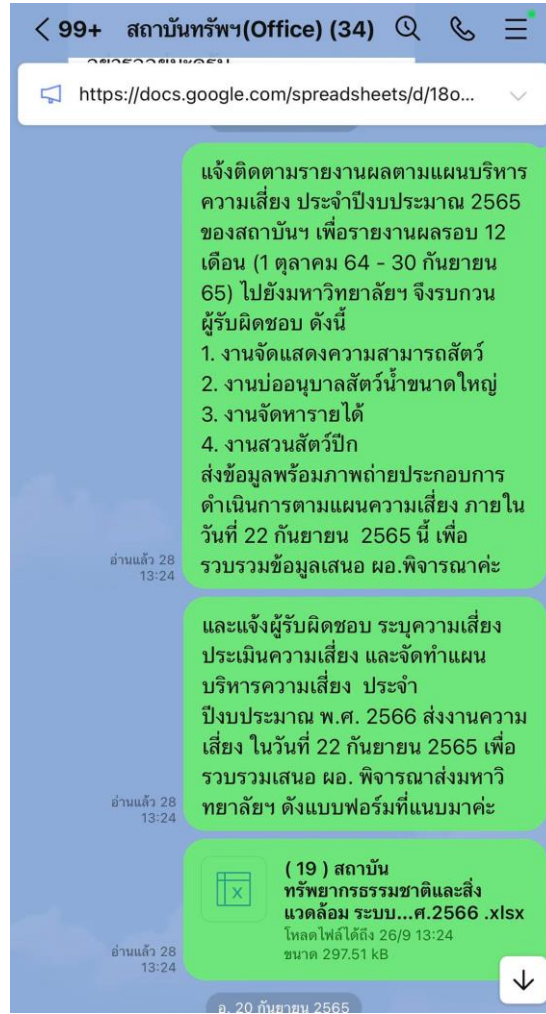 99+ สถาบันทรัพฯ(Office) (34)
https://docs.google.com/spreadsheets/d/18o...
แจ้งติดตามรายงานผลตามแผนบริหาร
ความเสี่ยง ประจำปีงบประมาณ 2565
ของสถาบันฯ เพื่อรายงานผลรอบ 12
เดือน (1 ตุลาคม 64 - 30 กันยายน
65) ไปยังมหาวิทยาลัยฯ จึงรบกวน
ผู้รับผิดชอบ ดังนี้
1. งานจัดแสดงความสามารถสัตว์
2. งานบ่ออนุบาลสัตว์น้ำขนาดใหญ่
3. งานจัดหารายได้
4. งานสวนสัตว์ปีก
ส่งข้อมูลพร้อมภาพถ่ายประกอบการ
ดำเนินการตามแผนความเสี่ยง ภายใน
วันที่ 22 กันยายน 2565 นี้ เพื่อ
รวบรวมข้อมูลเสนอ ผอ.พิจารณาค่ะ
อ่านแล้ว 28
13:24
และแจ้งผู้รับผิดชอบ ระบุความเสี่ยง
ประเมินความเสี่ยง และจัดทำแผน
บริหารความเสี่ยง ประจำ
ปีงบประมาณ พ.ศ. 2566 ส่งงานความ
เสี่ยง ในวันที่ 22 กันยายน 2565 เพื่อ
รวบรวมเสนอ ผอ. พิจารณาส่งมหาวิ
ทยาลัยฯ ดังแบบฟอร์มที่แนบมาค่ะ
อ่านแล้ว 28
13:24
( 19 ) สถาบัน
ทรัพยากรธรรมชาติและสิ่ง
แวดล้อม ระบบ...ศ.2566 .xlsx
โหลดไฟล์ได้ถึง 26/9 13:24
ขนาด 297.51 kB
อ่านแล้ว 28
13:24
อ. 20 กันยายน 2565